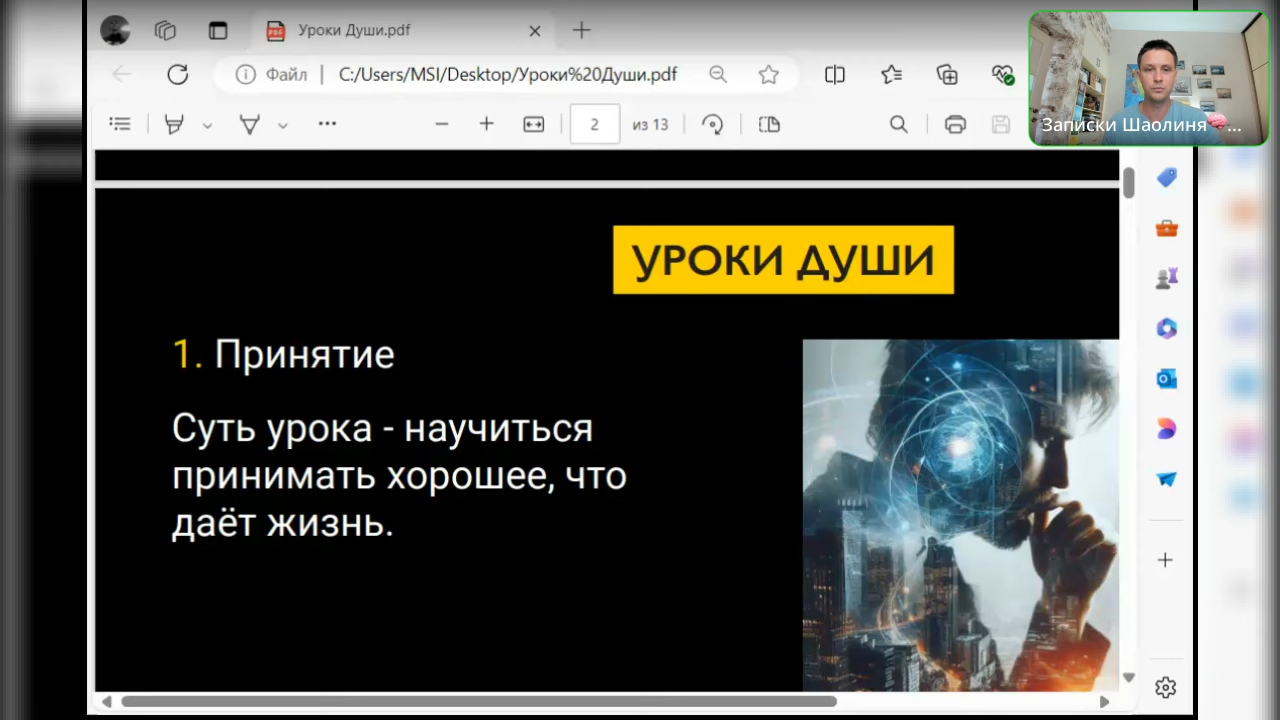 Уроки Души.pdf
Файл
C:/Users/MSI/Desktop/Уроки%20Души.pdf
2
из 13
Записки Шаолиня🧠 - ...
УРОКИ ДУШИ
1. Принятие
Суть урока - научиться
принимать хорошее, что
даёт жизнь.